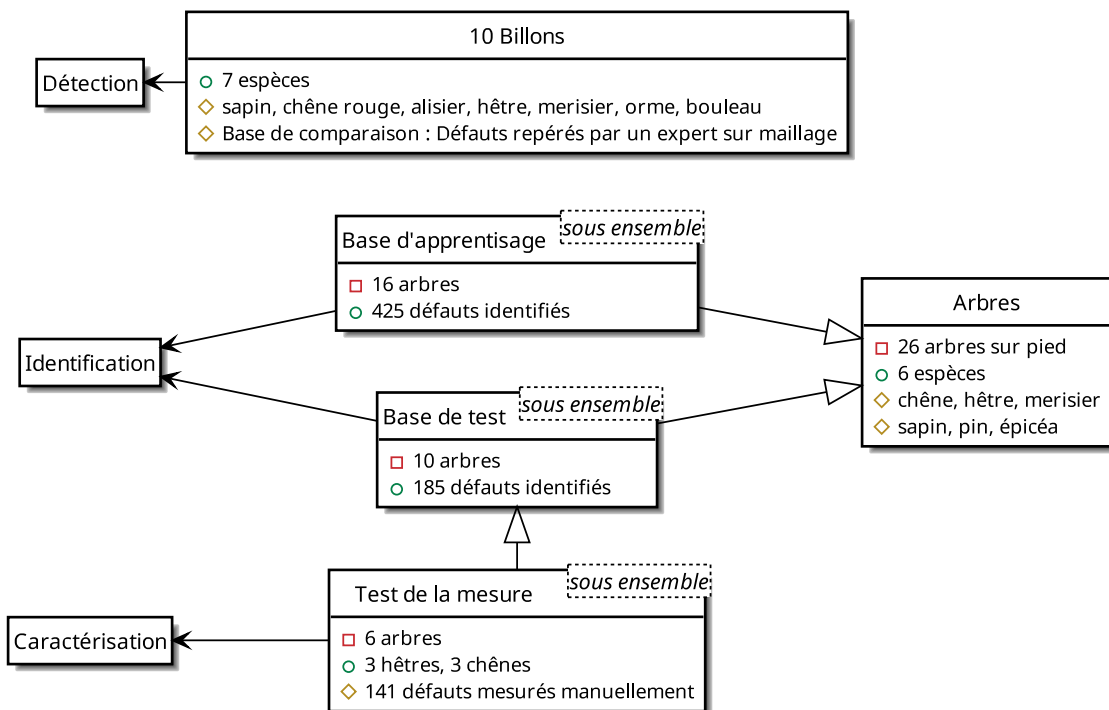 Détection
10 Billons
7 espèces
sapin, chêne rouge, alisier, hêtre, merisier, orme, bouleau
Base de comparaison : Défauts repérés par un expert sur maillage
Identification
Base d'apprentisage
sous ensemble
16 arbres
425 défauts identifiés
Base de test
sous ensemble
10 arbres
185 défauts identifiés
Arbres
26 arbres sur pied
6 espèces
chêne, hêtre, merisier
sapin, pin, épicéa
Caractérisation
Test de la mesure
sous ensemble
6 arbres
3 hêtres, 3 chênes
141 défauts mesurés manuellement